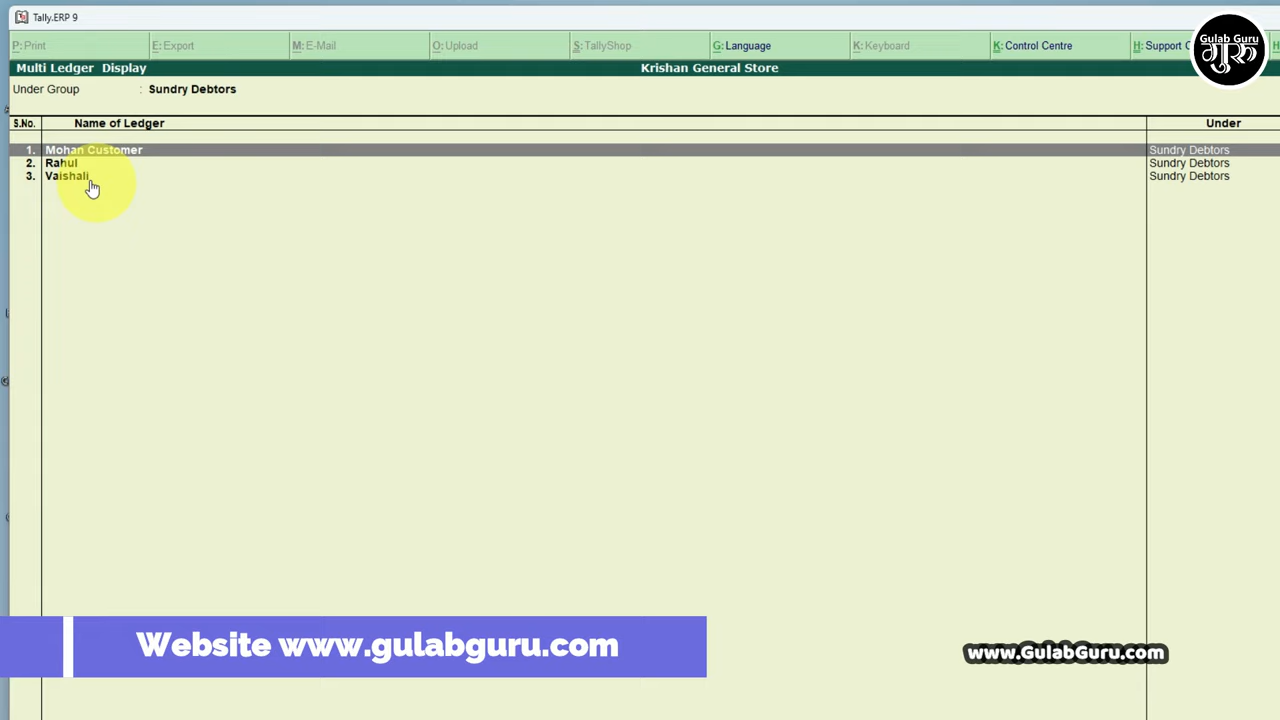 Tally.ERP 9
P: Print E: Export M: E-Mail O: Upload S: TallyShop G: Language K: Keyboard K: Control Centre H: Support C H
Gulab Guru
गुरु
Multi Ledger Display Krishan General Store
Under Group : Sundry Debtors
S.No. Name of Ledger Under
1. Mohan Customer Sundry Debtors
2. Rahul Sundry Debtors
3. Vaishali Sundry Debtors
Website www.gulabguru.com
www.GulabGuru.com